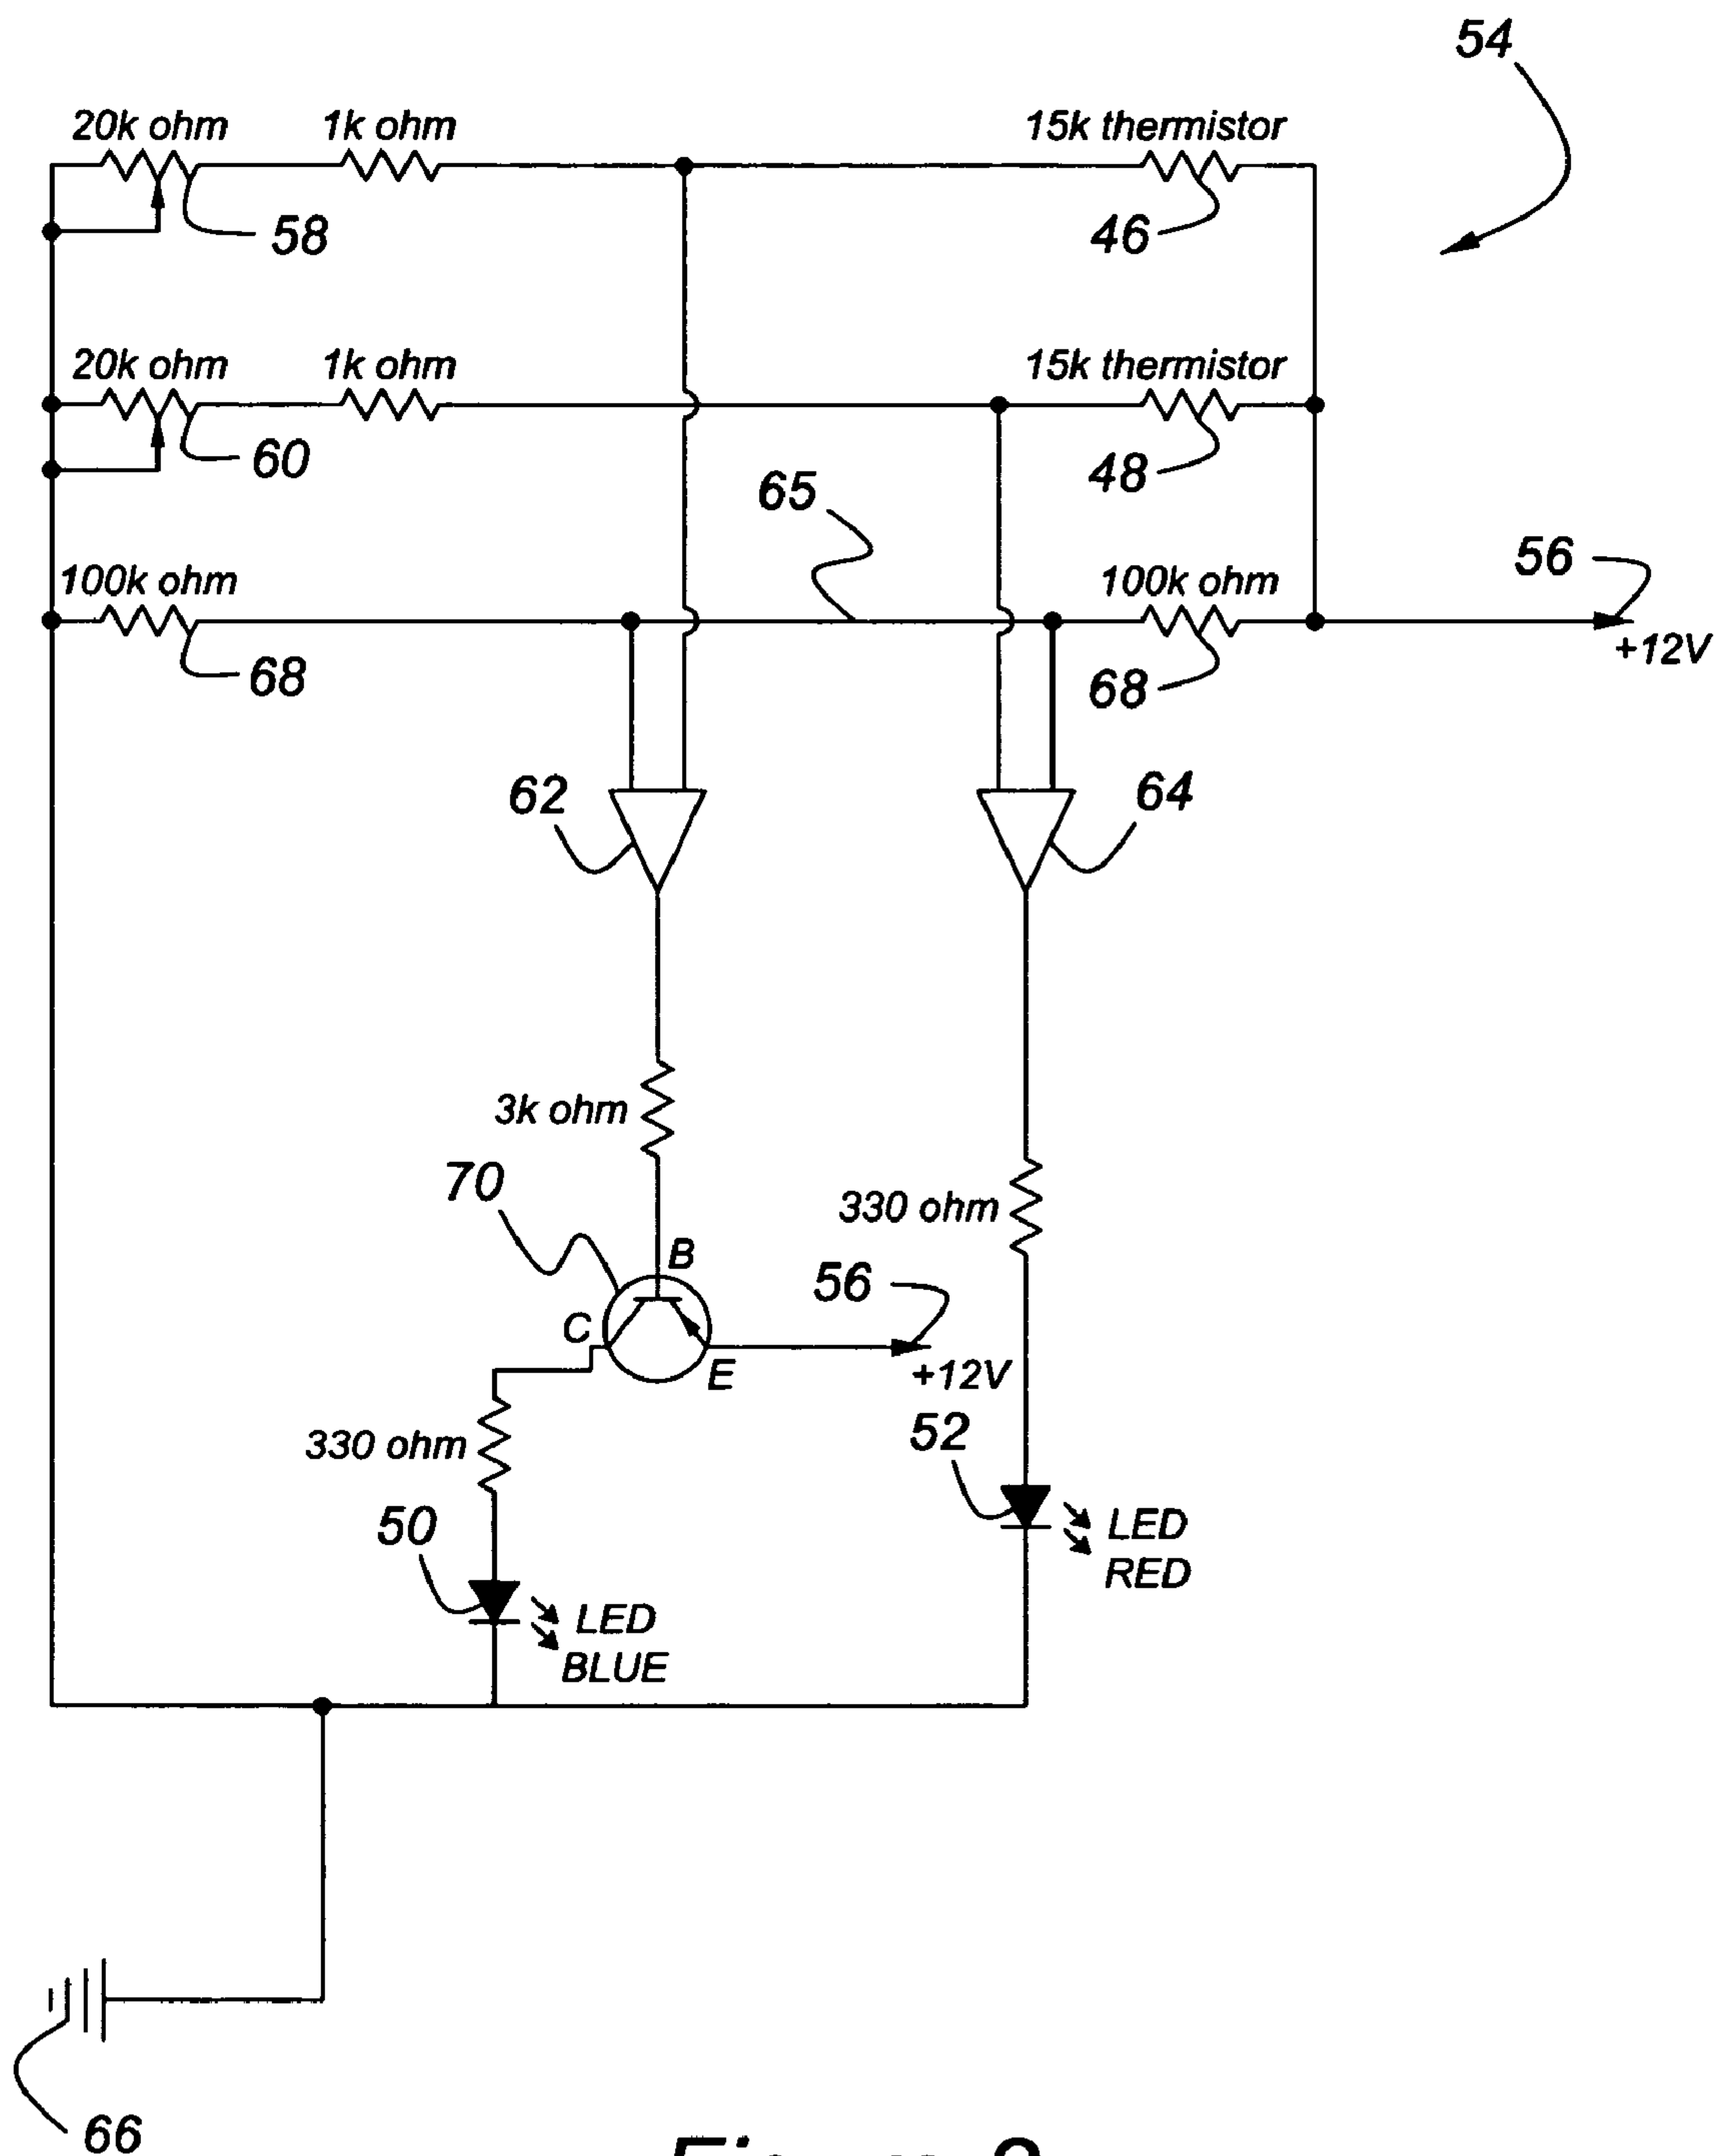 54
20k ohm 1k ohm 15k thermistor
58 46
20k ohm 1k ohm 15k thermistor
60 48
65
100k ohm 100k ohm 56
+12V
68 68
62 64
3k ohm
70 330 ohm
B
56
C
E +12V
52
330 ohm
50 LED
RED
LED
BLUE
66